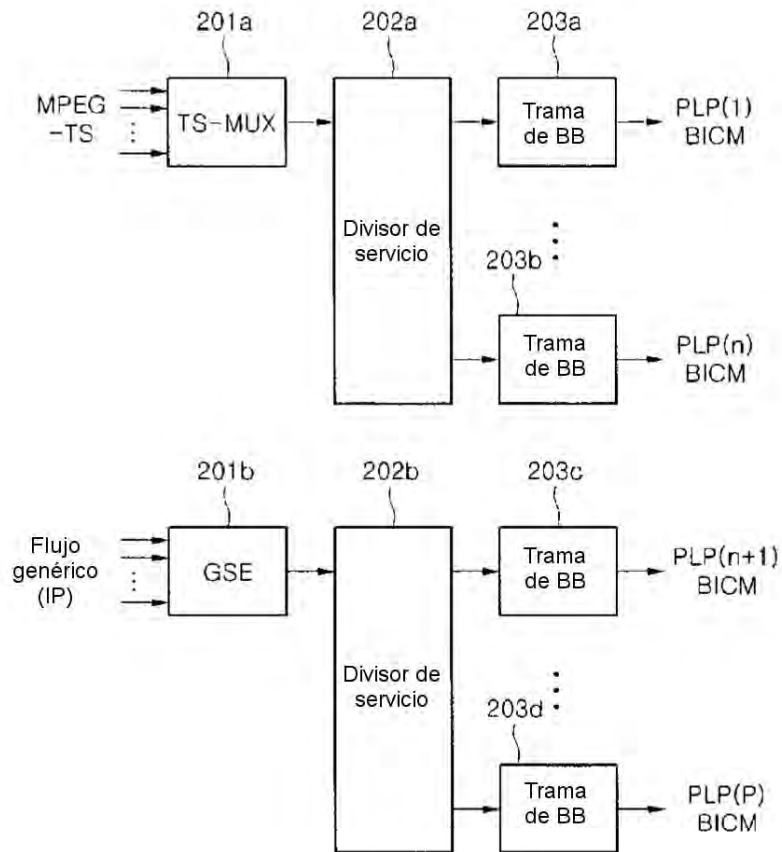 201a
202a
203a
MPEG
-TS
TS-MUX
Divisor de
servicio
Trama
de BB
PLP(1)
BICM
203b
Trama
de BB
PLP(n)
BICM
201b
202b
203c
Flujo
genérico
(IP)
GSE
Divisor de
servicio
Trama
de BB
PLP(n+1)
BICM
203d
Trama
de BB
PLP(P)
BICM